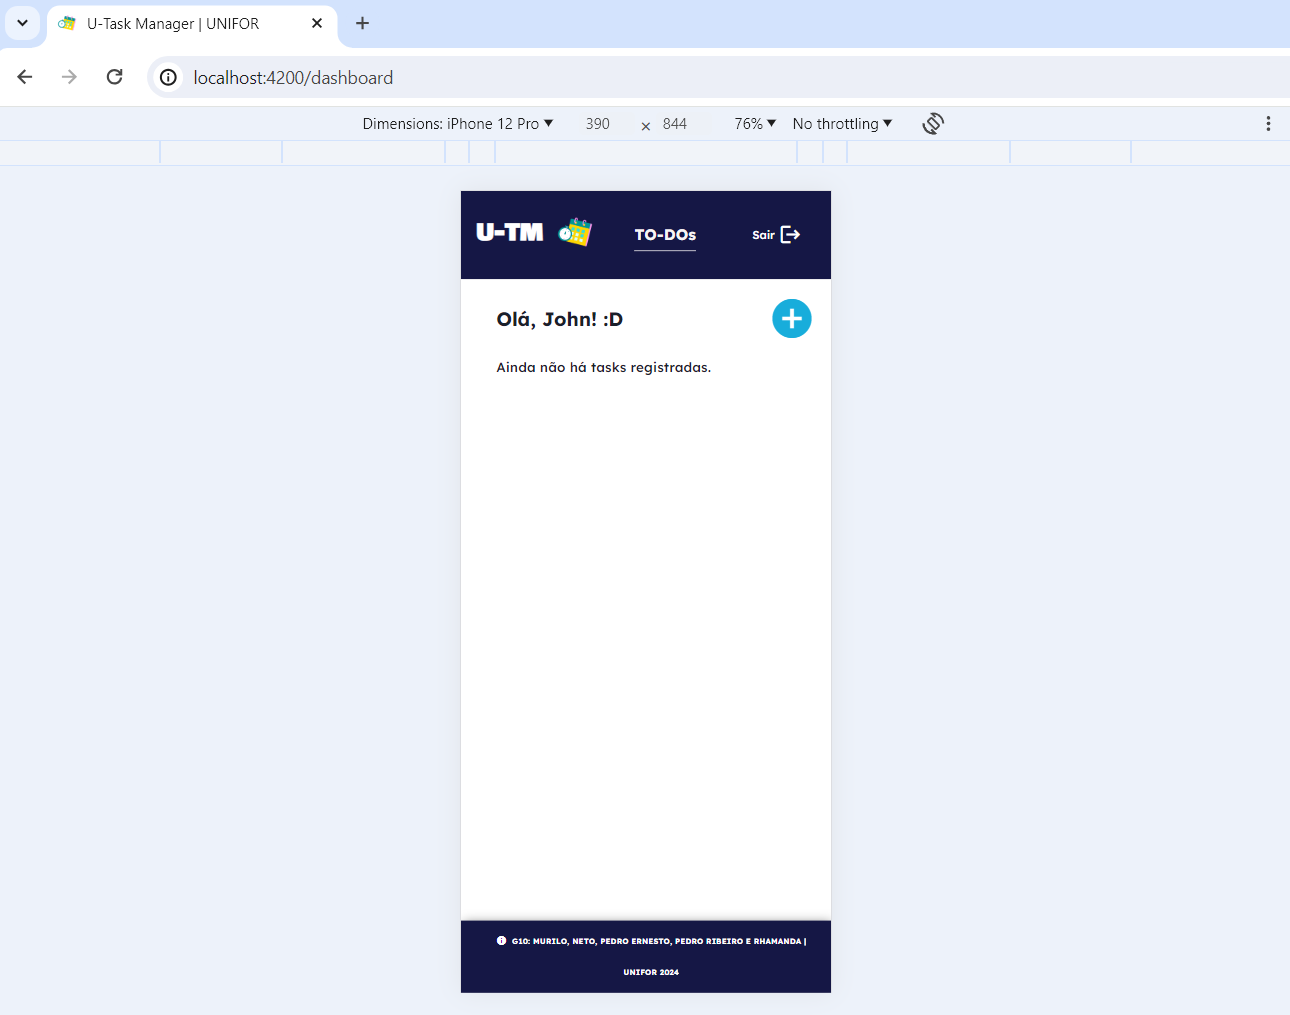 U-Task Manager | UNIFOR
localhost:4200/dashboard
Dimensions: iPhone 12 Pro 390 × 844 76% No throttling
U-TM TO-DOs Sair
Olá, John! :D
Ainda não há tasks registradas.
G10: MURILO, NETO, PEDRO ERNESTO, PEDRO RIBEIRO E RHAMANDA |
UNIFOR 2024